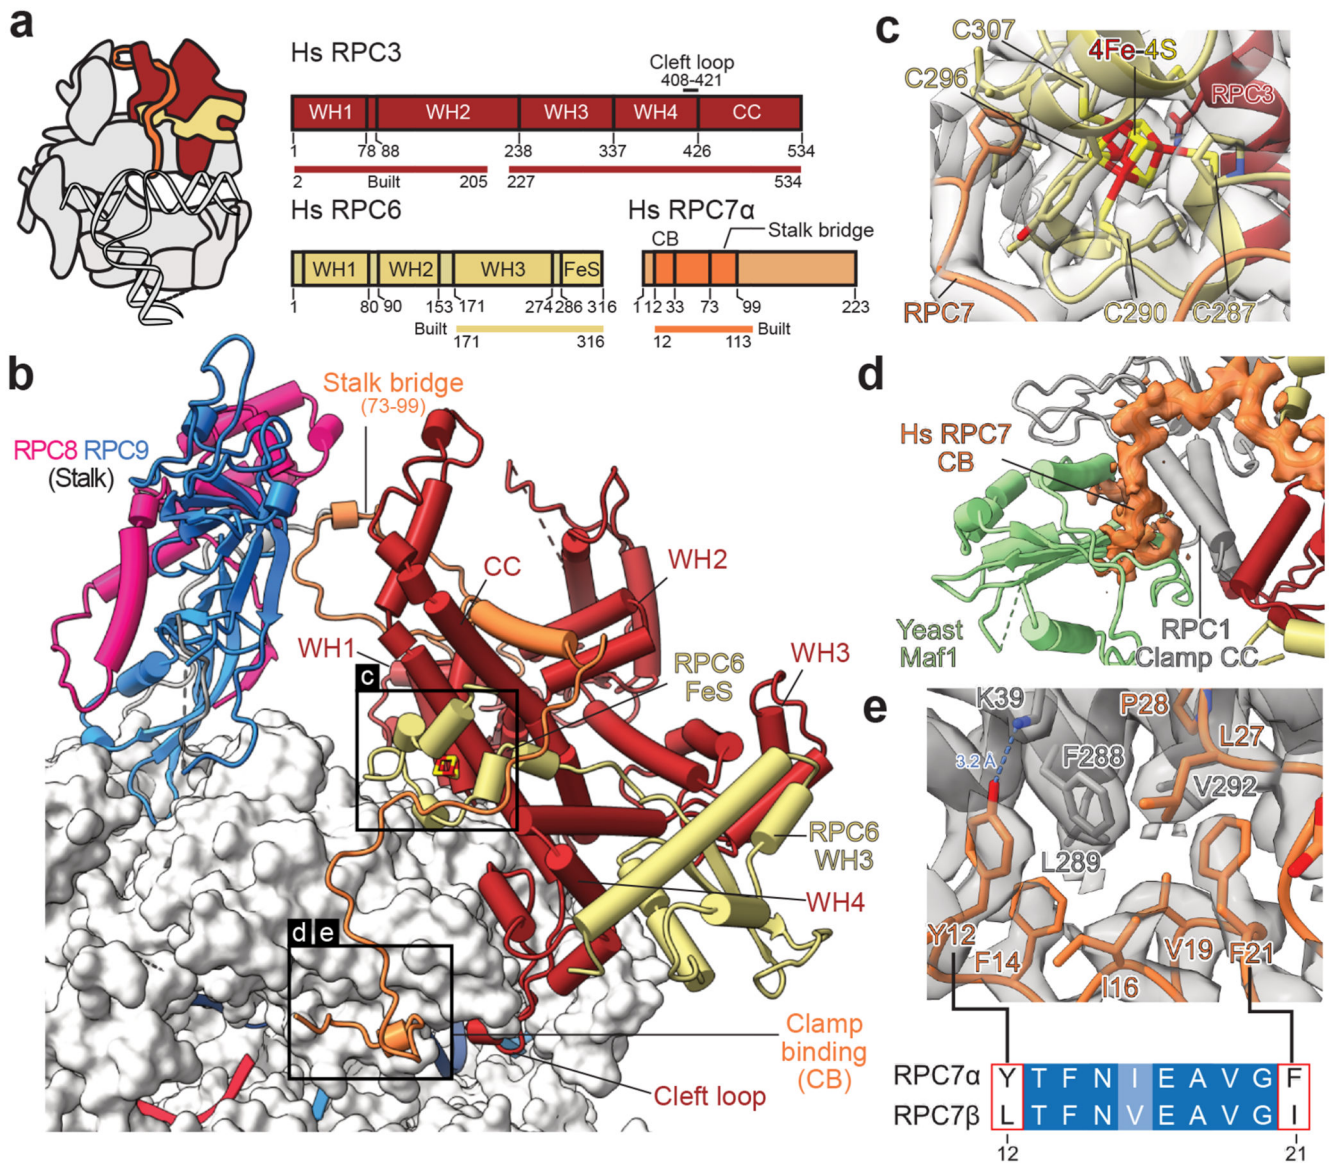 a
Hs RPC3
Cleft loop
408-421
WH1 WH2 WH3 WH4 CC
1 78 88 238 337 426 534
2 Built 205 227 534
Hs RPC6
WH1 WH2 WH3 FeS
1 80 90 153 171 274 286 316
Built 171 316
Hs RPC7α
CB
Stalk bridge
1 12 33 73 99 223
12 113 Built
b
Stalk bridge
(73-99)
RPC8 RPC9
(Stalk)
CC
WH2
WH1
RPC6
FeS
WH3
c
RPC6
WH3
WH4
d e
Clamp
binding
(CB)
Cleft loop
c
C307
4Fe-4S
C296
RPC3
RPC7
C290
C287
d
Hs RPC7
CB
Yeast
Maf1
RPC1
Clamp CC
e
K39
P28
L27
3.2 Å
F288
V292
L289
Y12
F14
I16
V19
F21
RPC7α Y T F N I E A V G F
RPC7β L T F N V E A V G I
12 21